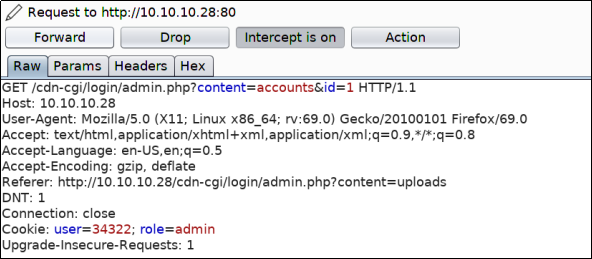 Request to http://10.10.10.28:80
Forward Drop Intercept is on Action
Raw Params Headers Hex
GET /cdn-cgi/login/admin.php?content=accounts&id=1 HTTP/1.1
Host: 10.10.10.28
User-Agent: Mozilla/5.0 (X11; Linux x86_64; rv:69.0) Gecko/20100101 Firefox/69.0
Accept: text/html,application/xhtml+xml,application/xml;q=0.9,*/*;q=0.8
Accept-Language: en-US,en;q=0.5
Accept-Encoding: gzip, deflate
Referer: http://10.10.10.28/cdn-cgi/login/admin.php?content=uploads
DNT: 1
Connection: close
Cookie: user=34322; role=admin
Upgrade-Insecure-Requests: 1